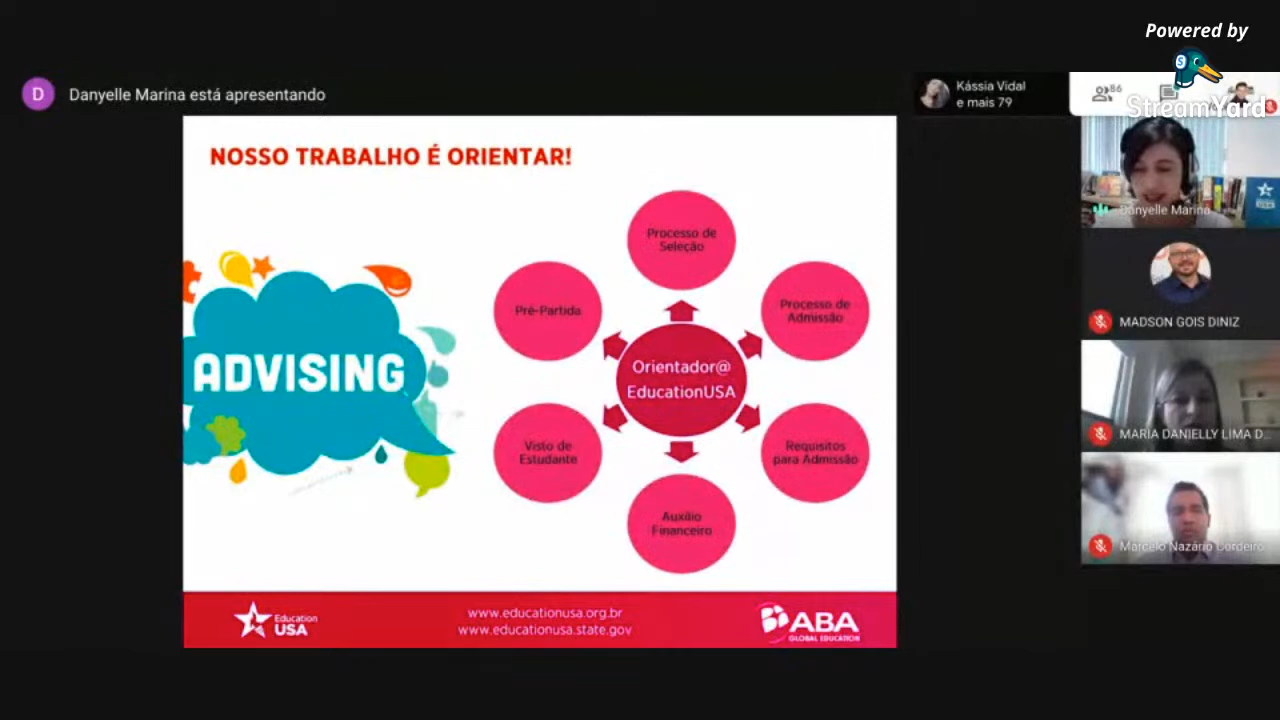 Powered by
StreamYard
D
Danyelle Marina está apresentando
Kássia Vidal
e mais 79
86
NOSSO TRABALHO É ORIENTAR!
ADVISING
Processo de
Seleção
Processo de
Admissão
Requisitos
para Admissão
Auxílio
Financeiro
Visto de
Estudante
Pré-Partida
Orientador@
EducationUSA
Education
USA
www.educationusa.org.br
www.educationusa.state.gov
ABA
GLOBAL EDUCATION
Danyelle Marina
MADSON GOIS DINIZ
MARIA DANIELLY LIMA D...
Marcelo Nazário Cordeiro